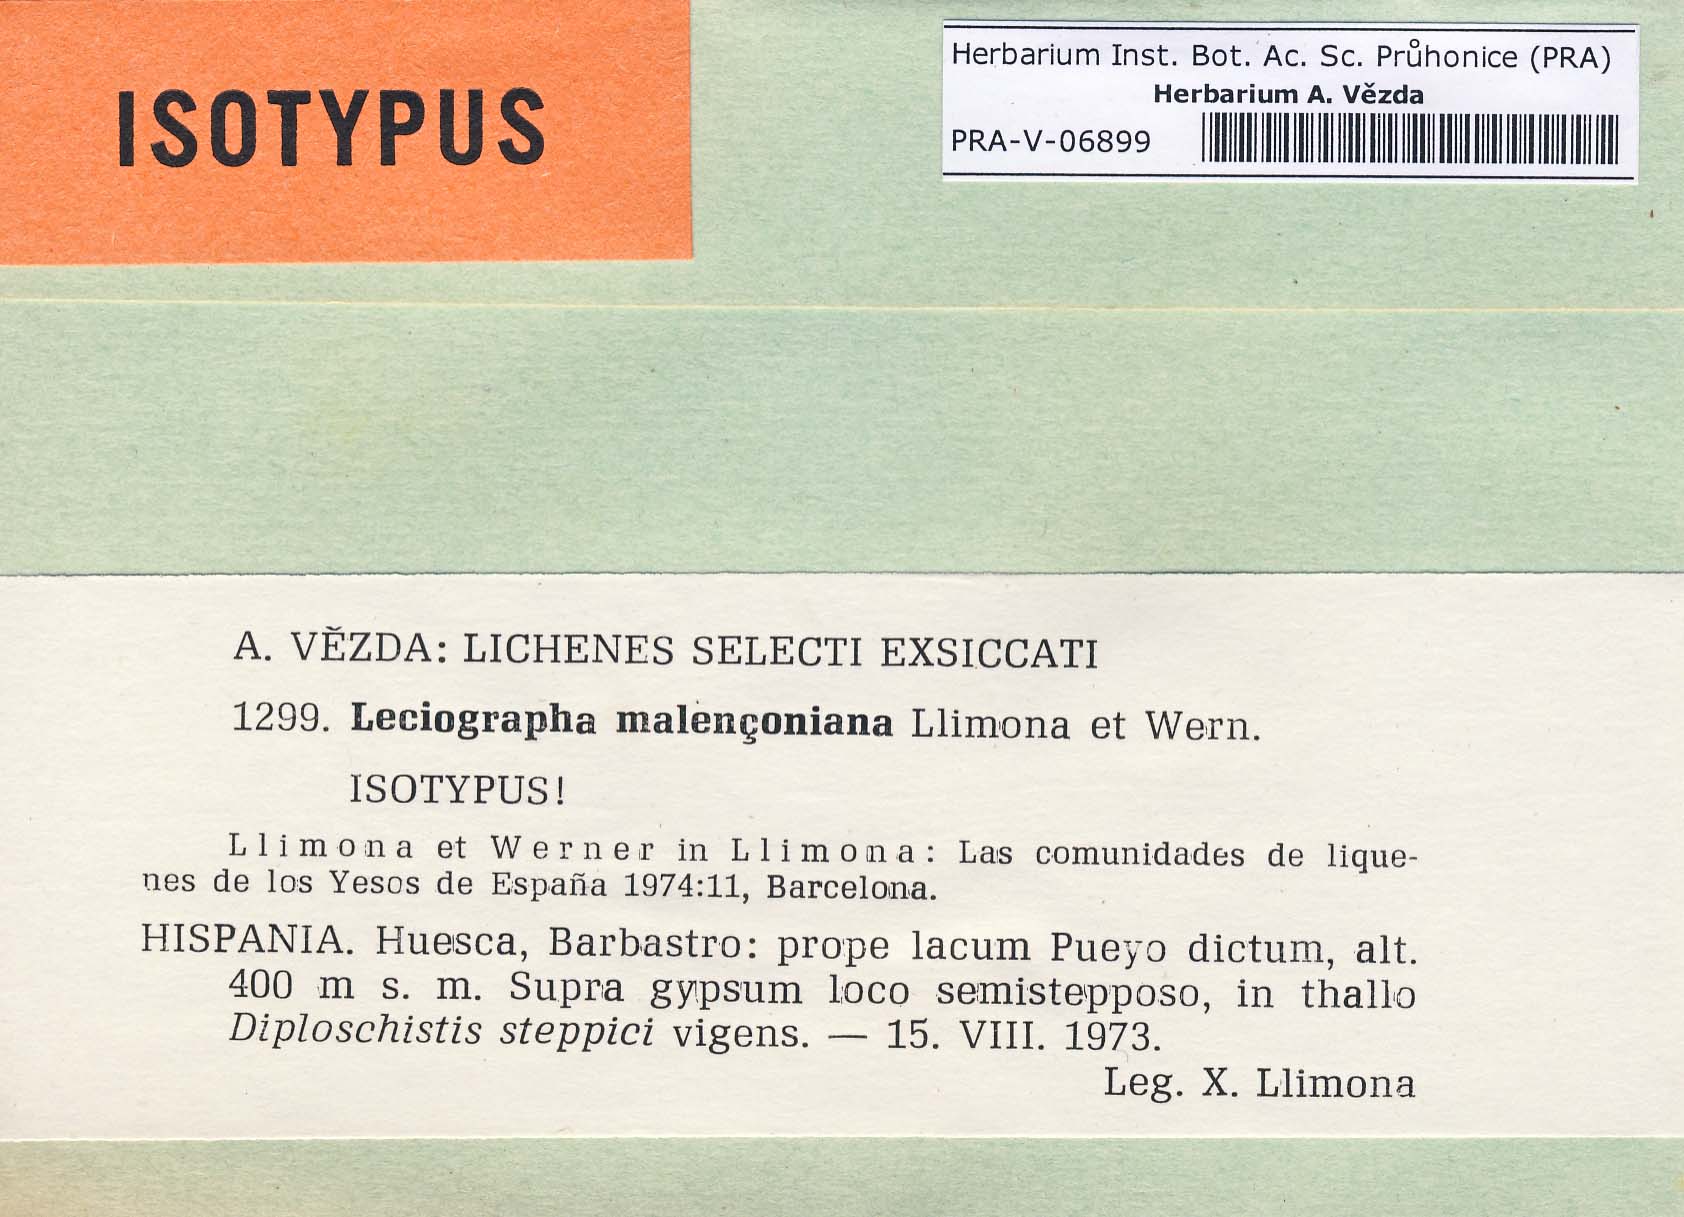 ISOTYPUS
Herbarium Inst. Bot. Ac. Sc. Průhonice (PRA)
Herbarium A. Vězda
PRA-V-06899
A. VĚZDA: LICHENES SELECTI EXSICCATI
1299. Leciographa malençoniana Llimona et Wern.
ISOTYPUS!
Llimona et Werner in Llimona: Las comunidades de lique-
nes de los Yesos de España 1974:11, Barcelona.
HISPANIA. Huesca, Barbastro: prope lacum Pueyo dictum, alt.
400 m s. m. Supra gypsum loco semistepposo, in thallo
Diploschistis steppici vigens. — 15. VIII. 1973.
Leg. X. Llimona